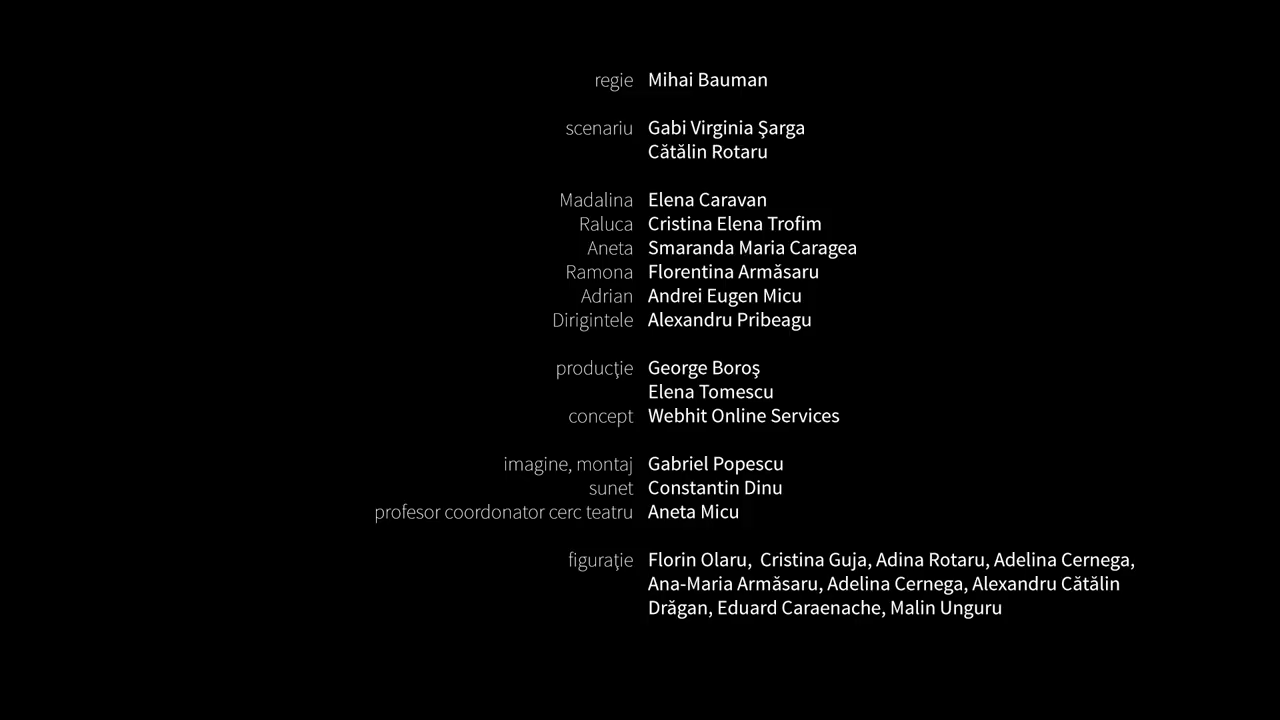 regie Mihai Bauman
scenariu Gabi Virginia Şarga
Cătălin Rotaru
Madalina Elena Caravan
Raluca Cristina Elena Trofim
Aneta Smaranda Maria Caragea
Ramona Florentina Armăsaru
Adrian Andrei Eugen Micu
Dirigintele Alexandru Pribeagu
producţie George Boroş
Elena Tomescu
concept Webhit Online Services
imagine, montaj Gabriel Popescu
sunet Constantin Dinu
profesor coordonator cerc teatru Aneta Micu
figuraţie Florin Olaru, Cristina Guja, Adina Rotaru, Adelina Cernega,
Ana-Maria Armăsaru, Adelina Cernega, Alexandru Cătălin
Drăgan, Eduard Caraenache, Malin Unguru